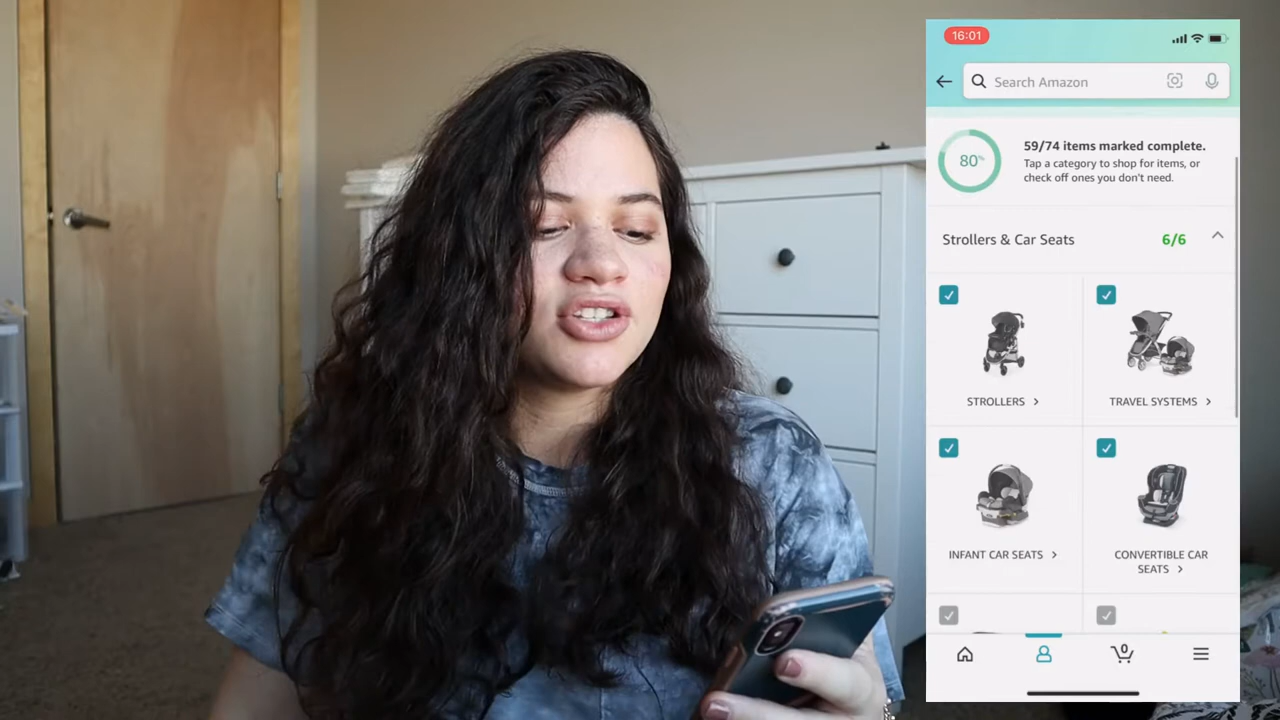 16:01
Search Amazon
80%
59/74 items marked complete.
Tap a category to shop for items, or
check off ones you don't need.
Strollers & Car Seats 6/6
STROLLERS >
TRAVEL SYSTEMS >
INFANT CAR SEATS >
CONVERTIBLE CAR
SEATS >
0